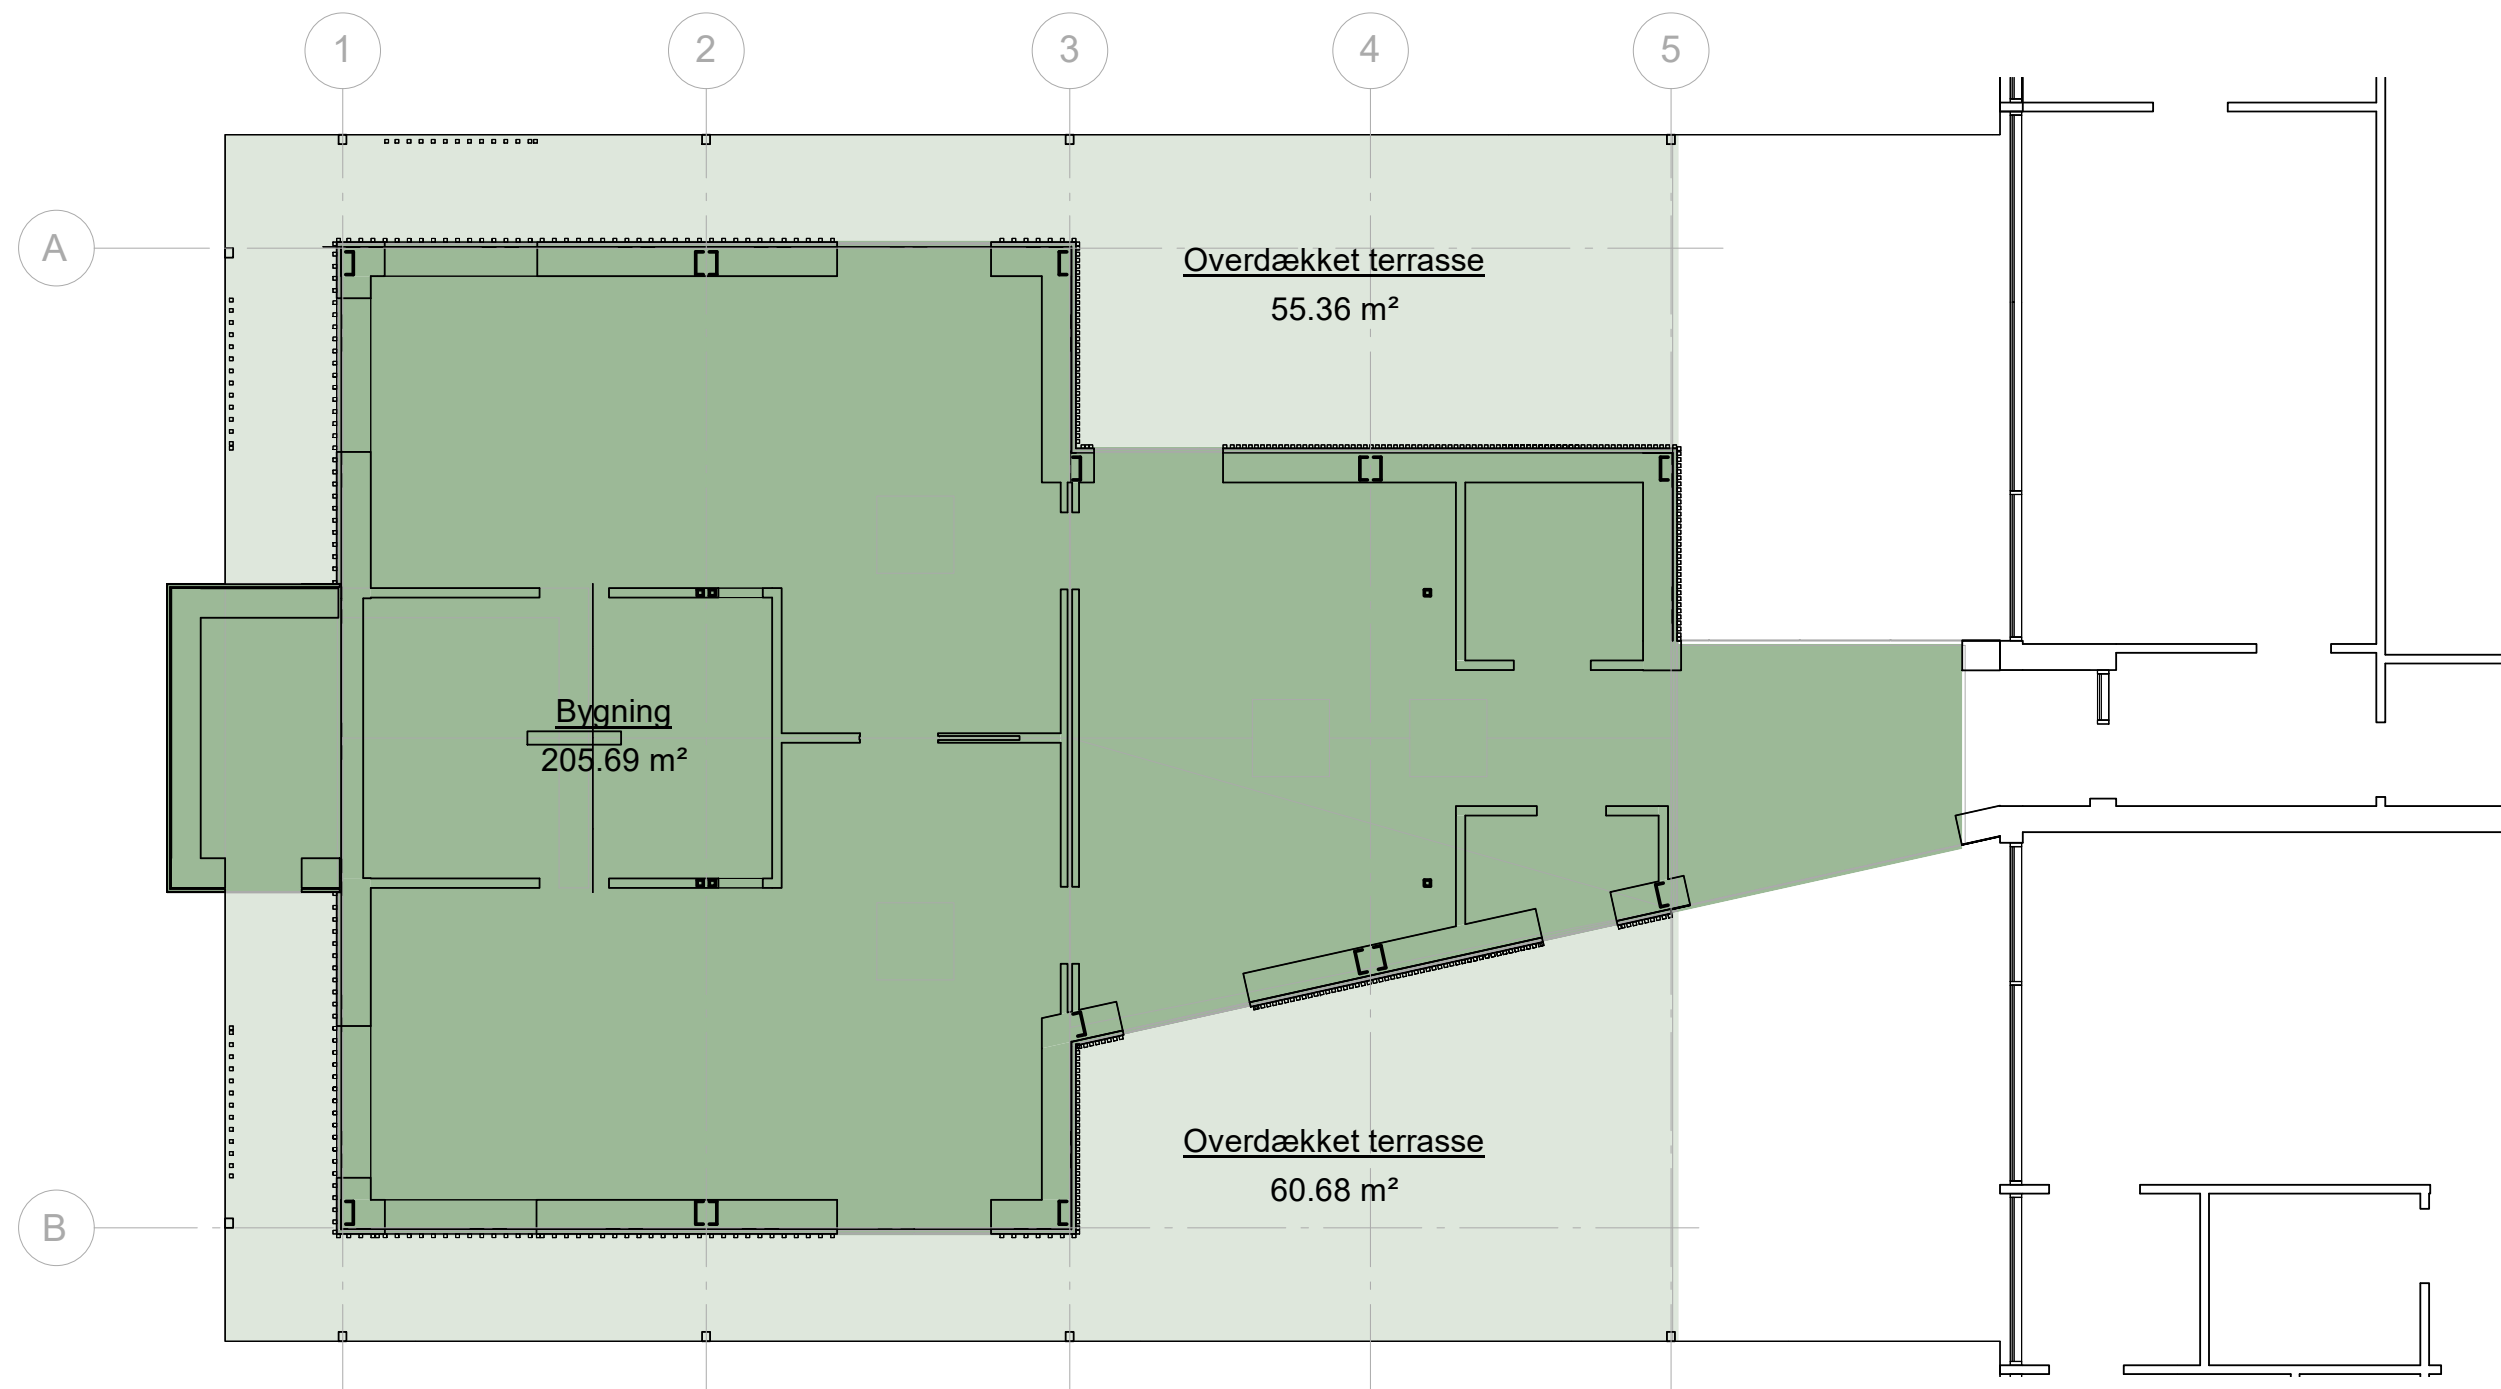 1
2
3
4
5
A
Overdækket terrasse
55.36 m²
Bygning
205.69 m²
Overdækket terrasse
60.68 m²
B